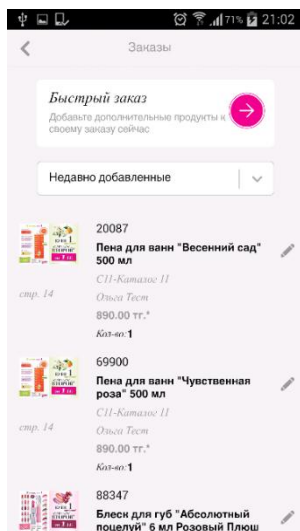 71% 21:02
Заказы
Быстрый заказ
Добавьте дополнительные продукты к
своему заказу сейчас
Недавно добавленные
20087
Пена для ванн "Весенний сад"
500 мл
C11-Каталог 11
стр. 14
Ольга Тест
890.00 тг.*
Кол-во:1
69900
Пена для ванн "Чувственная
роза" 500 мл
C11-Каталог 11
стр. 14
Ольга Тест
890.00 тг.*
Кол-во:1
88347
Блеск для губ "Абсолютный
поцелуй" 6 мл Розовый Плюш